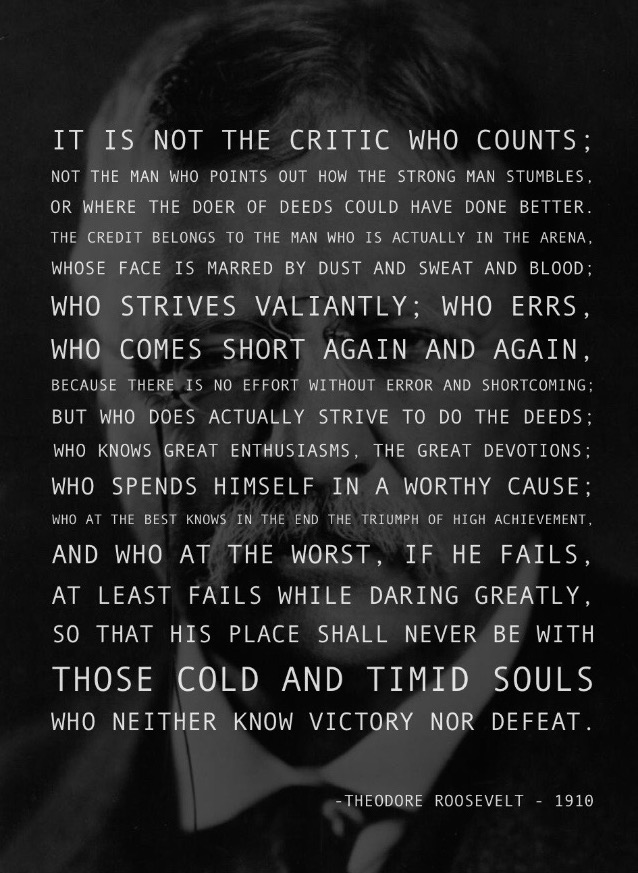 IT IS NOT THE CRITIC WHO COUNTS;
NOT THE MAN WHO POINTS OUT HOW THE STRONG MAN STUMBLES,
OR WHERE THE DOER OF DEEDS COULD HAVE DONE BETTER.
THE CREDIT BELONGS TO THE MAN WHO IS ACTUALLY IN THE ARENA,
WHOSE FACE IS MARRED BY DUST AND SWEAT AND BLOOD;
WHO STRIVES VALIANTLY; WHO ERRS,
WHO COMES SHORT AGAIN AND AGAIN,
BECAUSE THERE IS NO EFFORT WITHOUT ERROR AND SHORTCOMING;
BUT WHO DOES ACTUALLY STRIVE TO DO THE DEEDS;
WHO KNOWS GREAT ENTHUSIASMS, THE GREAT DEVOTIONS;
WHO SPENDS HIMSELF IN A WORTHY CAUSE;
WHO AT THE BEST KNOWS IN THE END THE TRIUMPH OF HIGH ACHIEVEMENT,
AND WHO AT THE WORST, IF HE FAILS,
AT LEAST FAILS WHILE DARING GREATLY,
SO THAT HIS PLACE SHALL NEVER BE WITH
THOSE COLD AND TIMID SOULS
WHO NEITHER KNOW VICTORY NOR DEFEAT.
-THEODORE ROOSEVELT - 1910